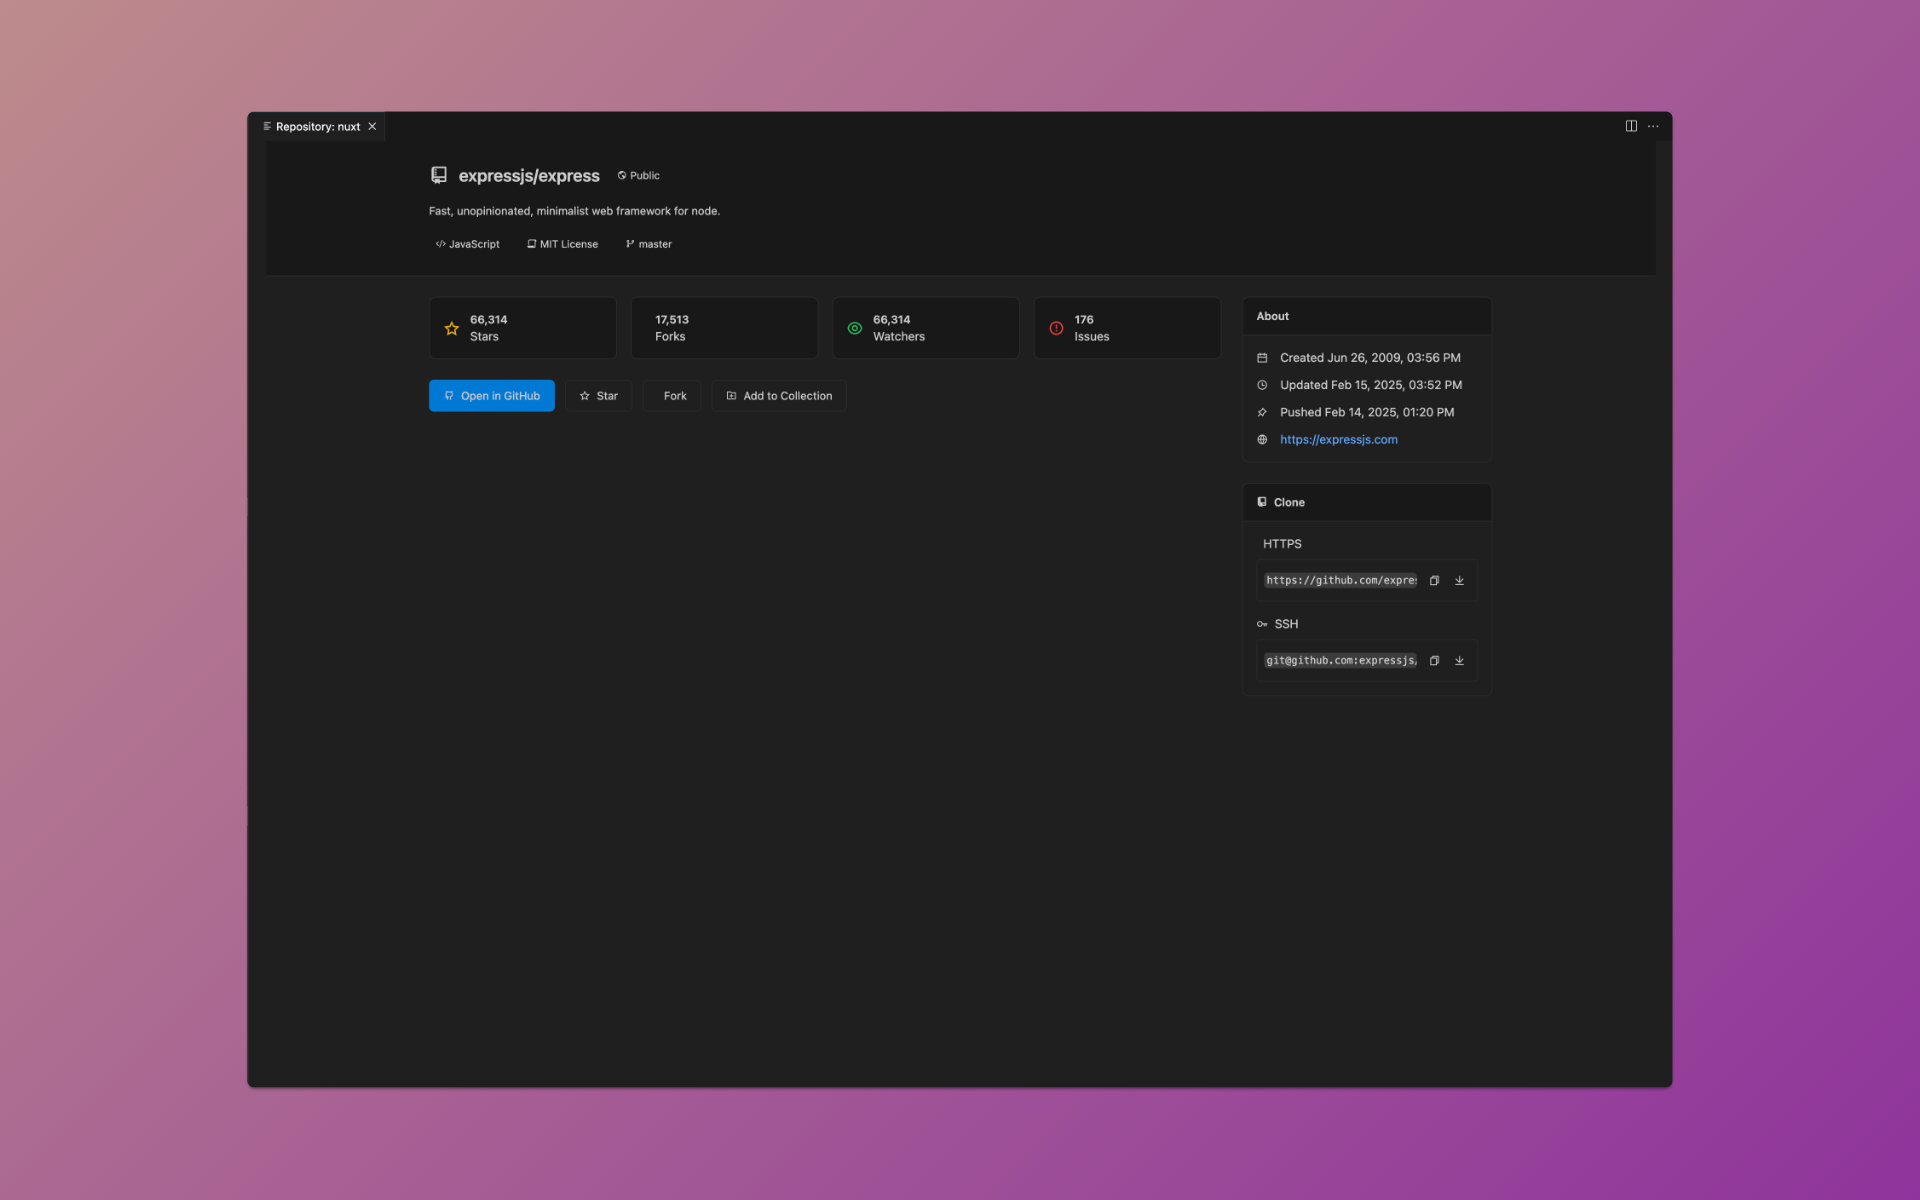 Repository: nuxt
expressjs/express
Public
Fast, unopinionated, minimalist web framework for node.
JavaScript
MIT License
master
66,314
Stars
17,513
Forks
66,314
Watchers
176
Issues
Open in GitHub
Star
Fork
Add to Collection
About
Created Jun 26, 2009, 03:56 PM
Updated Feb 15, 2025, 03:52 PM
Pushed Feb 14, 2025, 01:20 PM
https://expressjs.com
Clone
HTTPS
https://github.com/expres
SSH
git@github.com:expressjs/